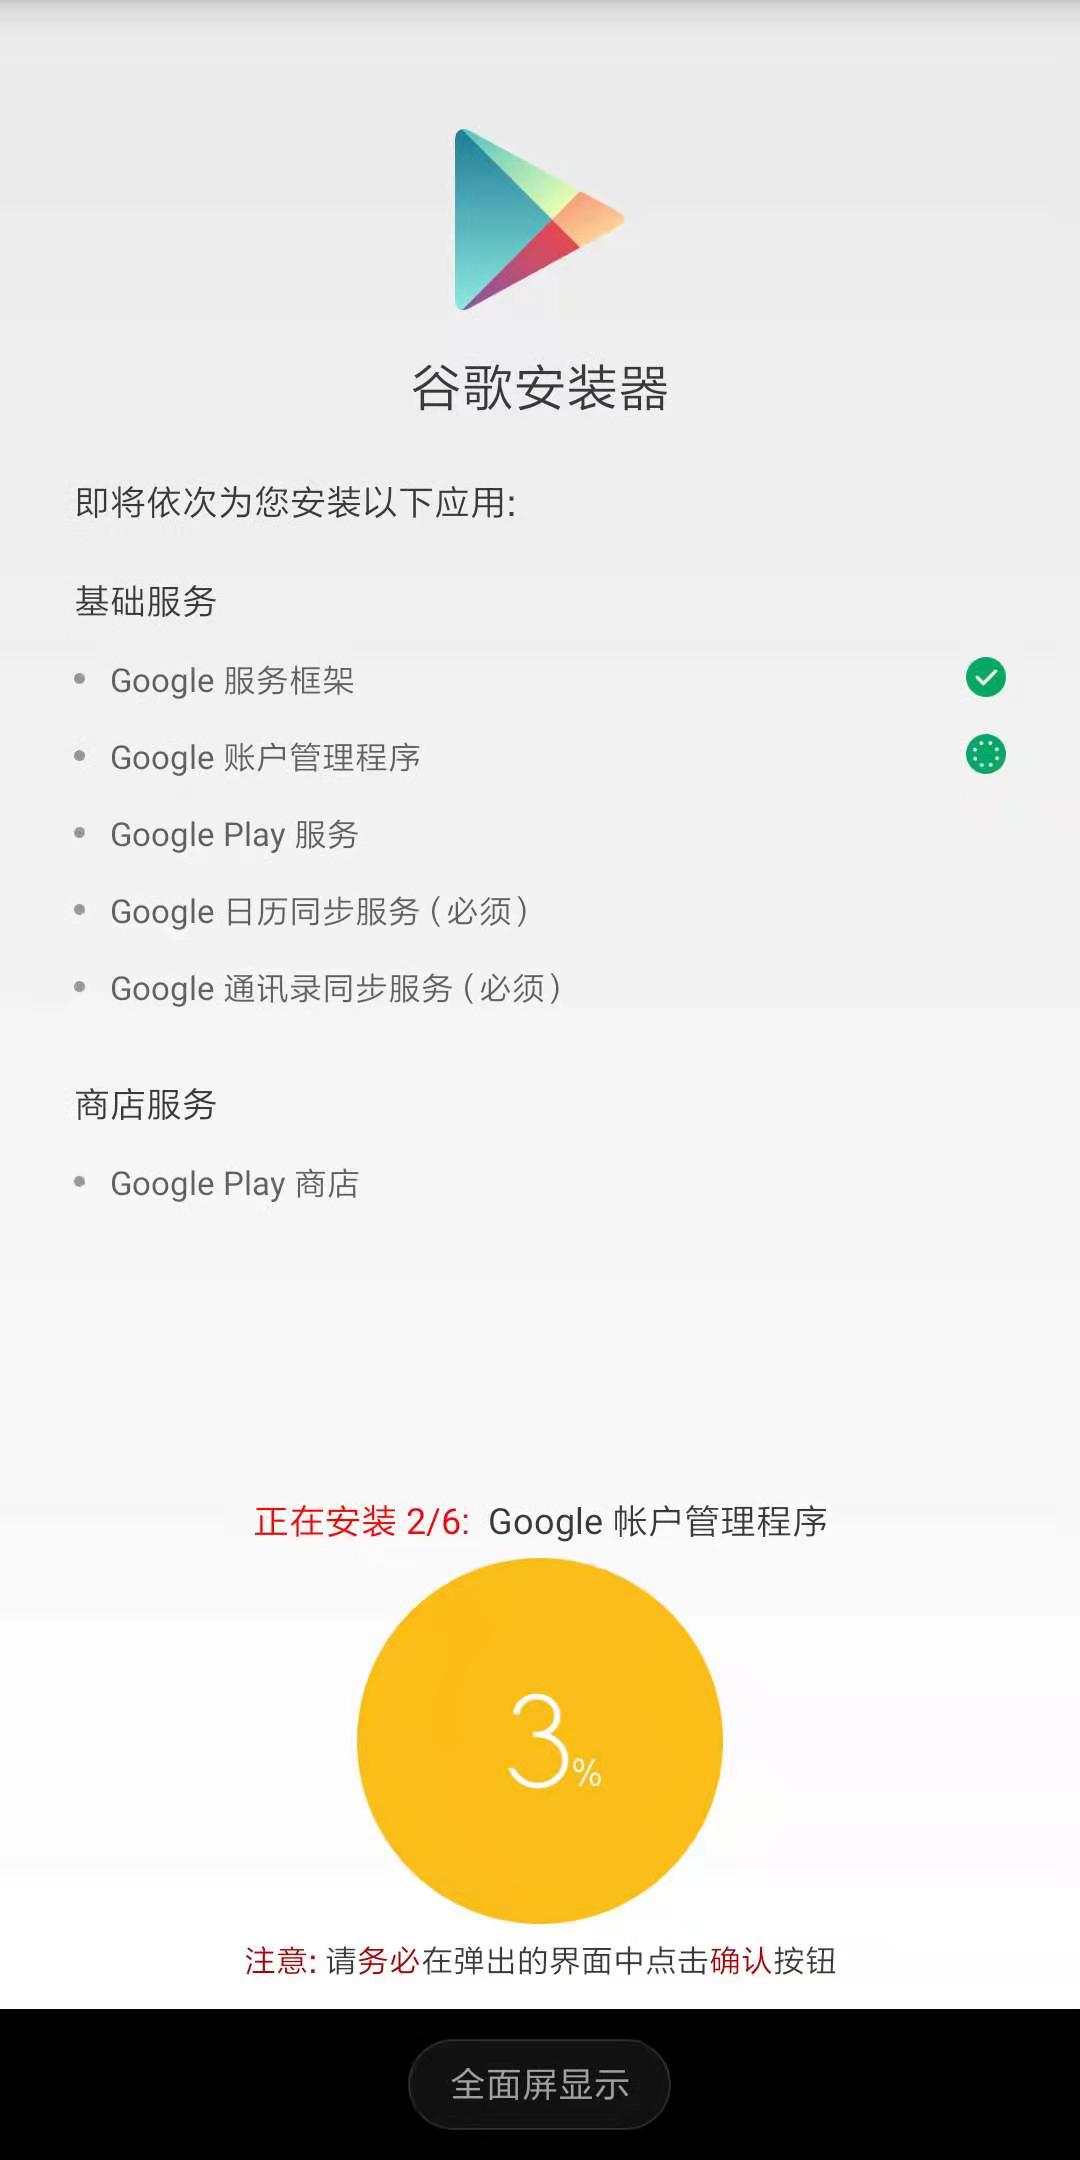 谷歌安装器
即将依次为您安装以下应用:
基础服务
Google 服务框架
Google 账户管理程序
Google Play 服务
Google 日历同步服务（必须）
Google 通讯录同步服务（必须）
商店服务
Google Play 商店
正在安装 2/6: Google 帐户管理程序
3%
注意: 请务必在弹出的界面中点击确认按钮
全面屏显示